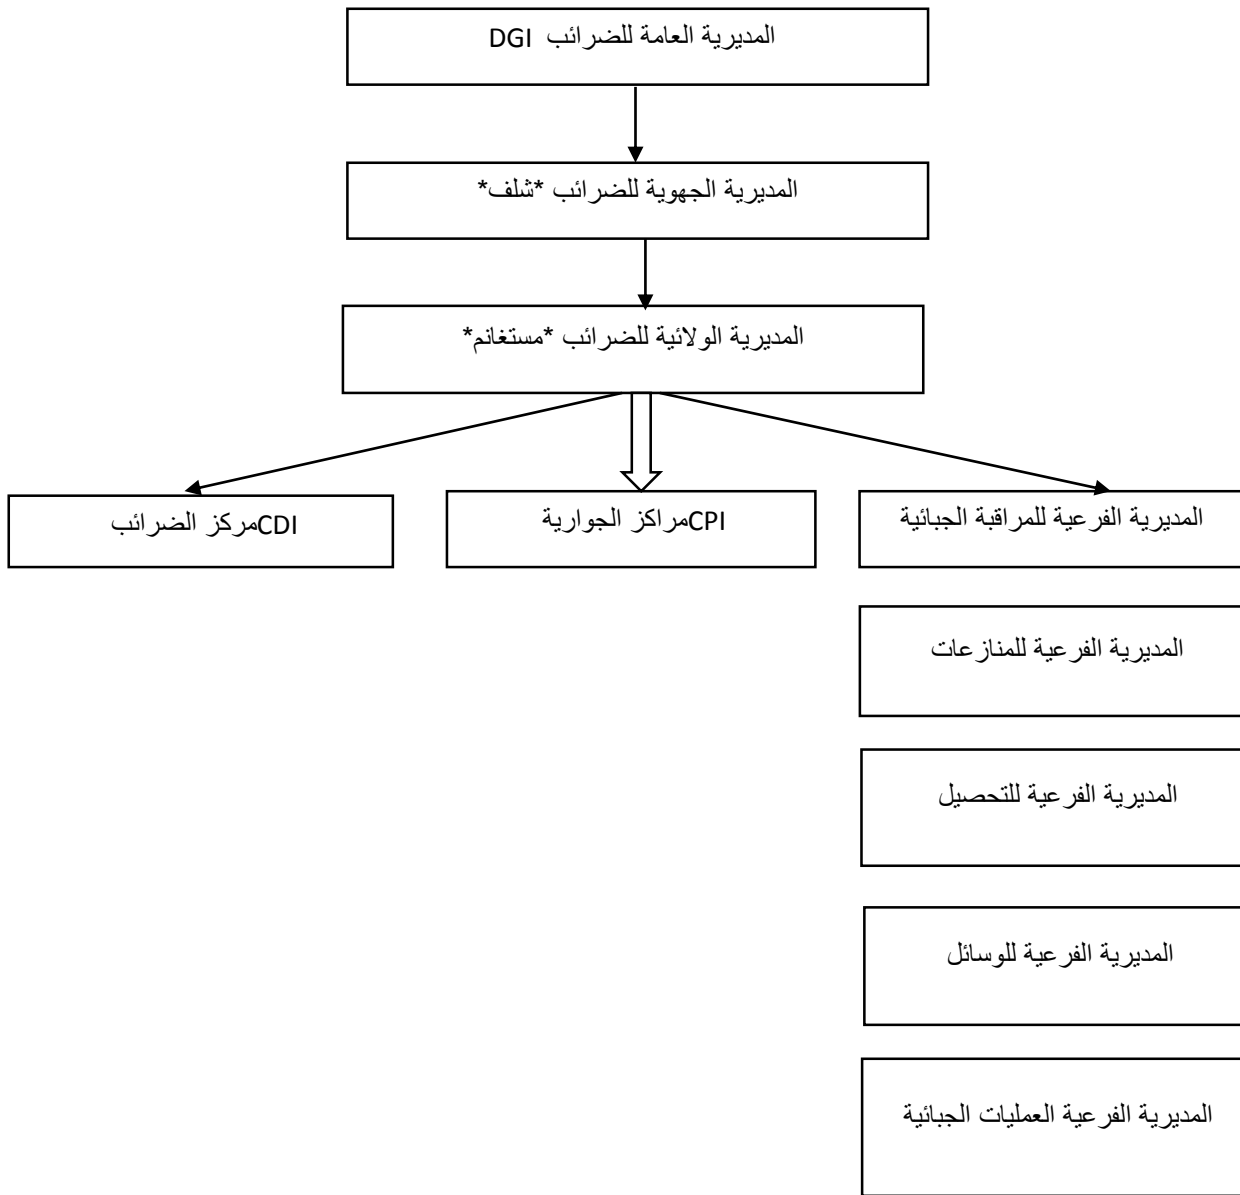 المديرية العامة للضرائب DGI
المديرية الجهوية للضرائب *شلف*
المديرية الولائية للضرائب *مستغانم*
المديرية الفرعية للمراقبة الجبائية
CPIمراكز الجوارية
CDIمركز الضرائب
المديرية الفرعية للمنازعات
المديرية الفرعية للتحصيل
المديرية الفرعية للوسائل
المديرية الفرعية العمليات الجبائية